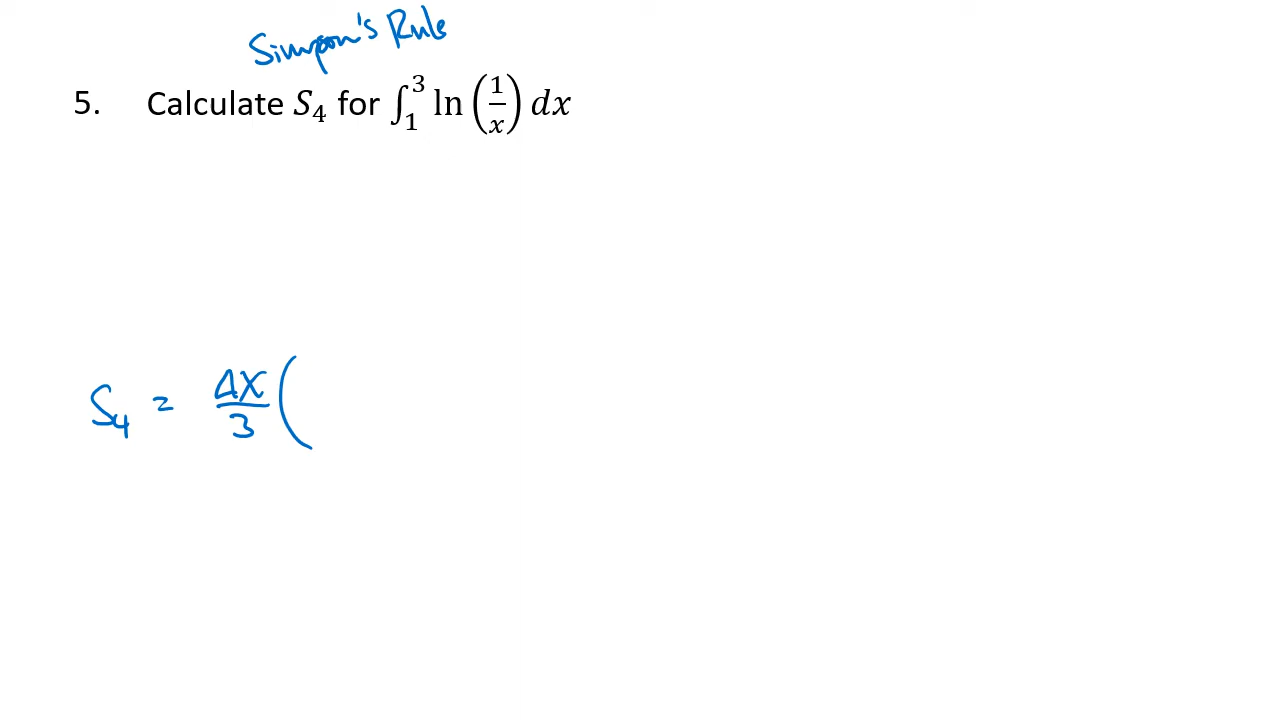 Simpson's Rule
5. Calculate S₄ for ∫₁³ ln(1/x) dx
S₄ = Δx/3 (